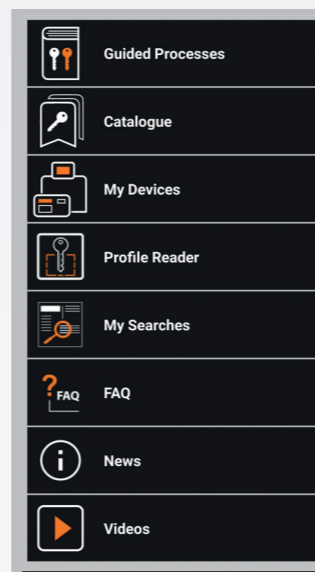 Guided Processes
Catalogue
My Devices
Profile Reader
My Searches
FAQ FAQ
News
Videos